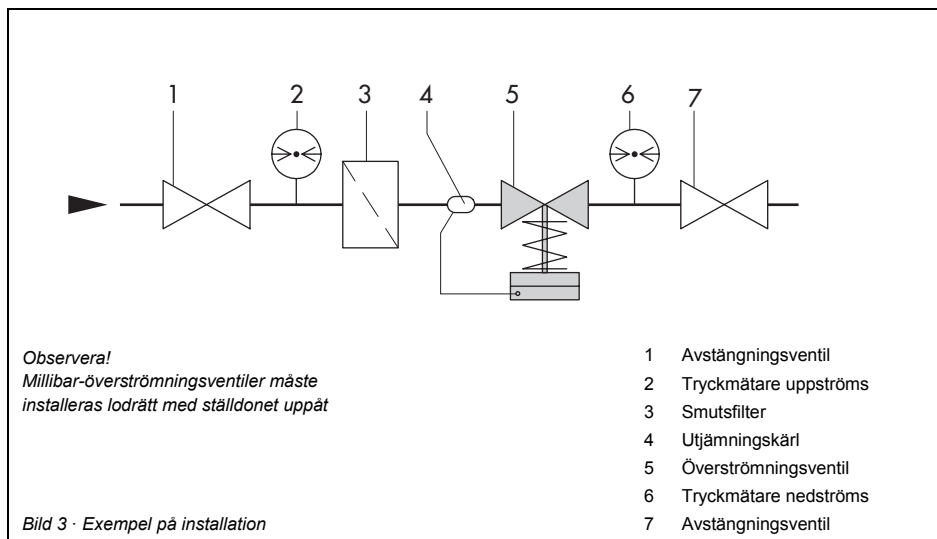 1 2 3 4 5 6 7
Observera!
Millibar-överströmningsventiler måste
installeras lodrätt med ställdonet uppåt
1 Avstängningsventil
2 Tryckmätare uppströms
3 Smutsfilter
4 Utjämningskärl
5 Överströmningsventil
6 Tryckmätare nedströms
7 Avstängningsventil
Bild 3 · Exempel på installation